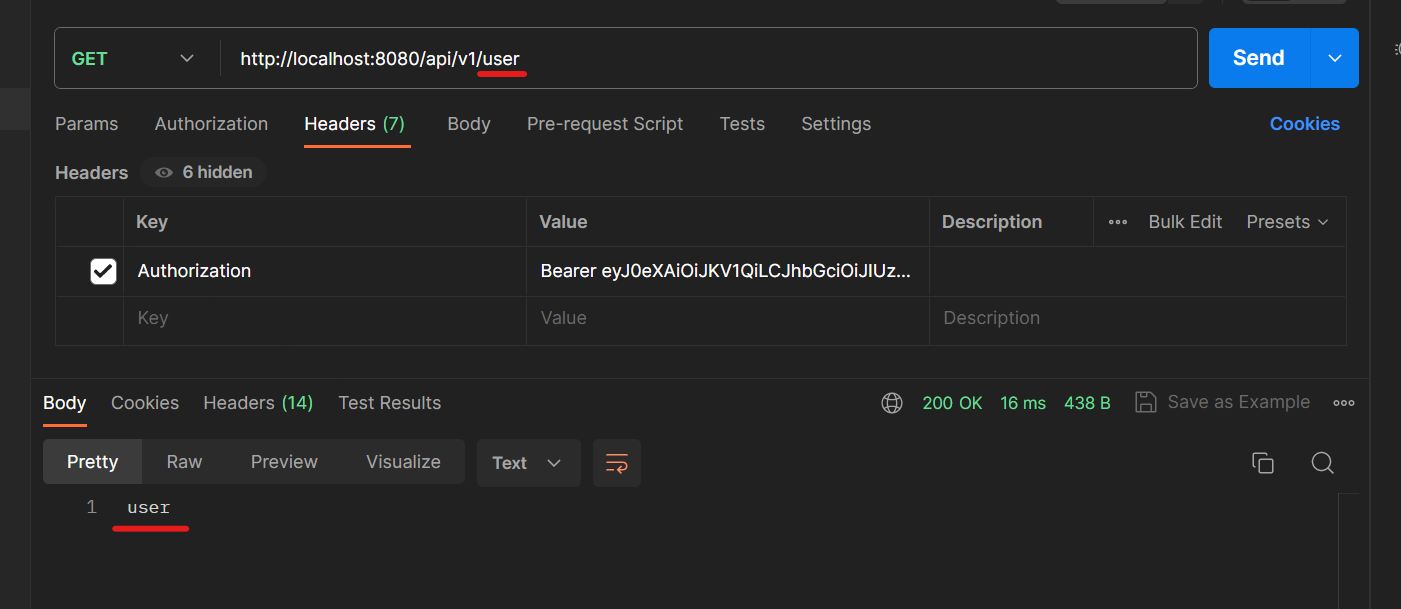 GET http://localhost:8080/api/v1/user Send
Params Authorization Headers (7) Body Pre-request Script Tests Settings Cookies
Headers 6 hidden
Key Value Description Bulk Edit Presets
Authorization Bearer eyJ0eXAiOiJKV1QiLCJhbGciOiJIUz...
Key Value Description
Body Cookies Headers (14) Test Results 200 OK 16 ms 438 B Save as Example
Pretty Raw Preview Visualize Text
1 user